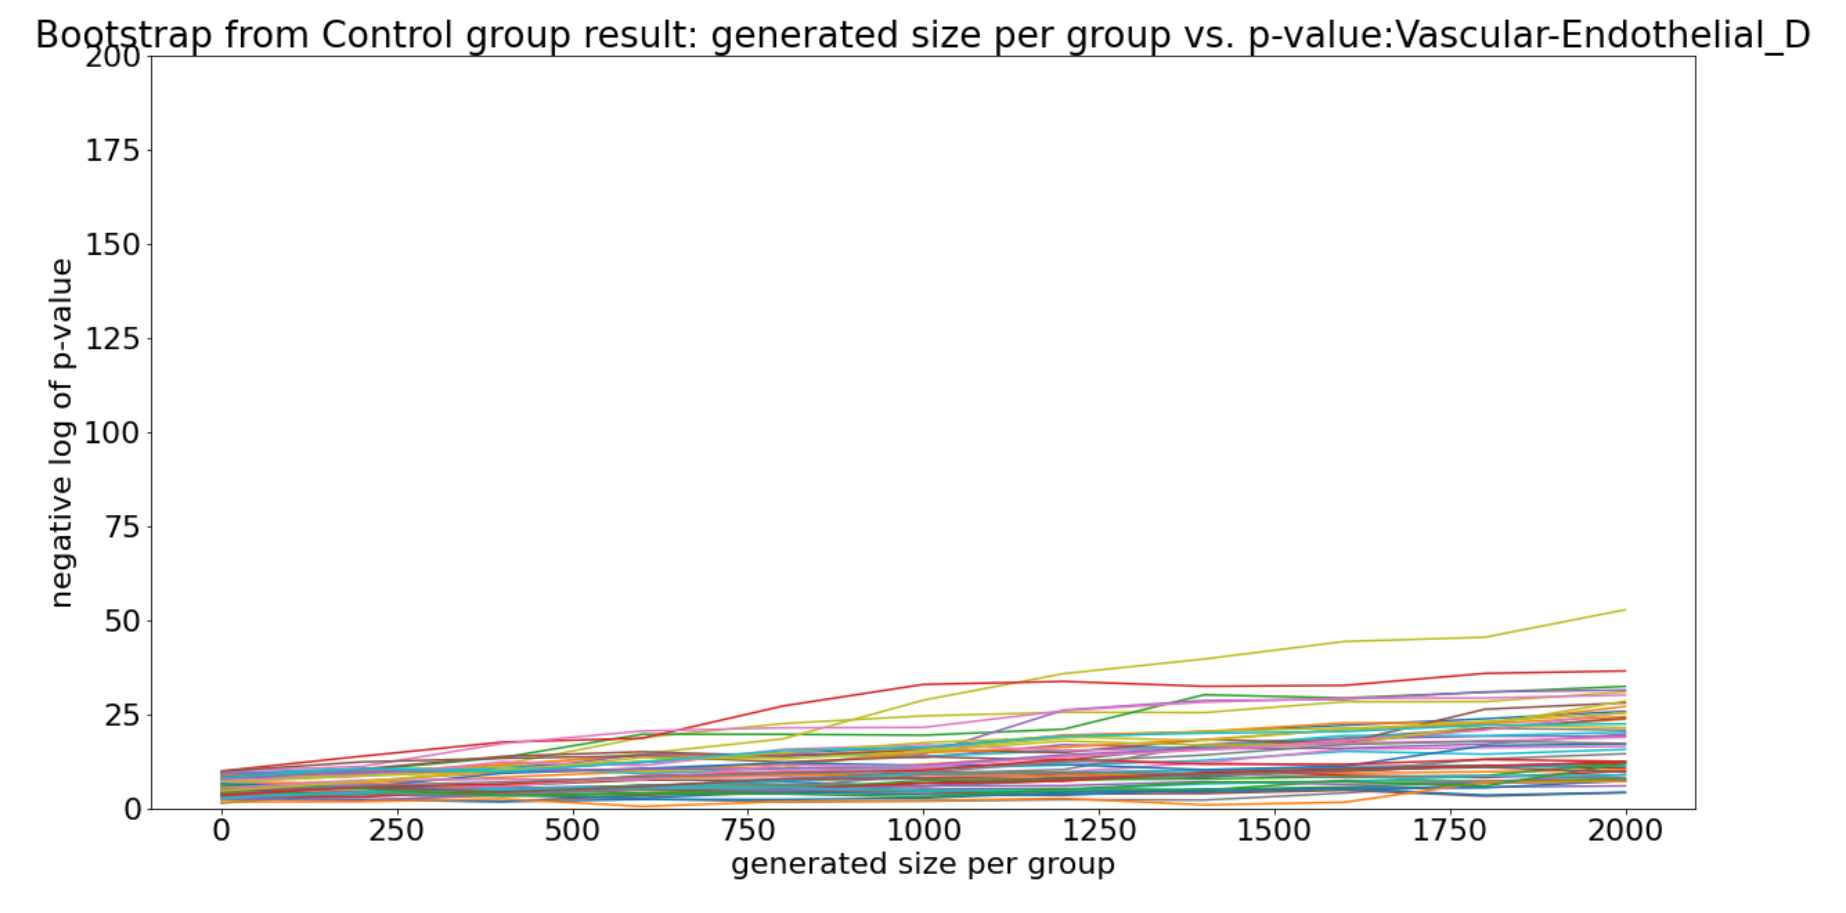 Bootstrap from Control group result: generated size per group vs. p-value:Vascular-Endothelial_D
200
175
150
125
100
75
50
25
0
negative log of p-value
0 250 500 750 1000 1250 1500 1750 2000
generated size per group